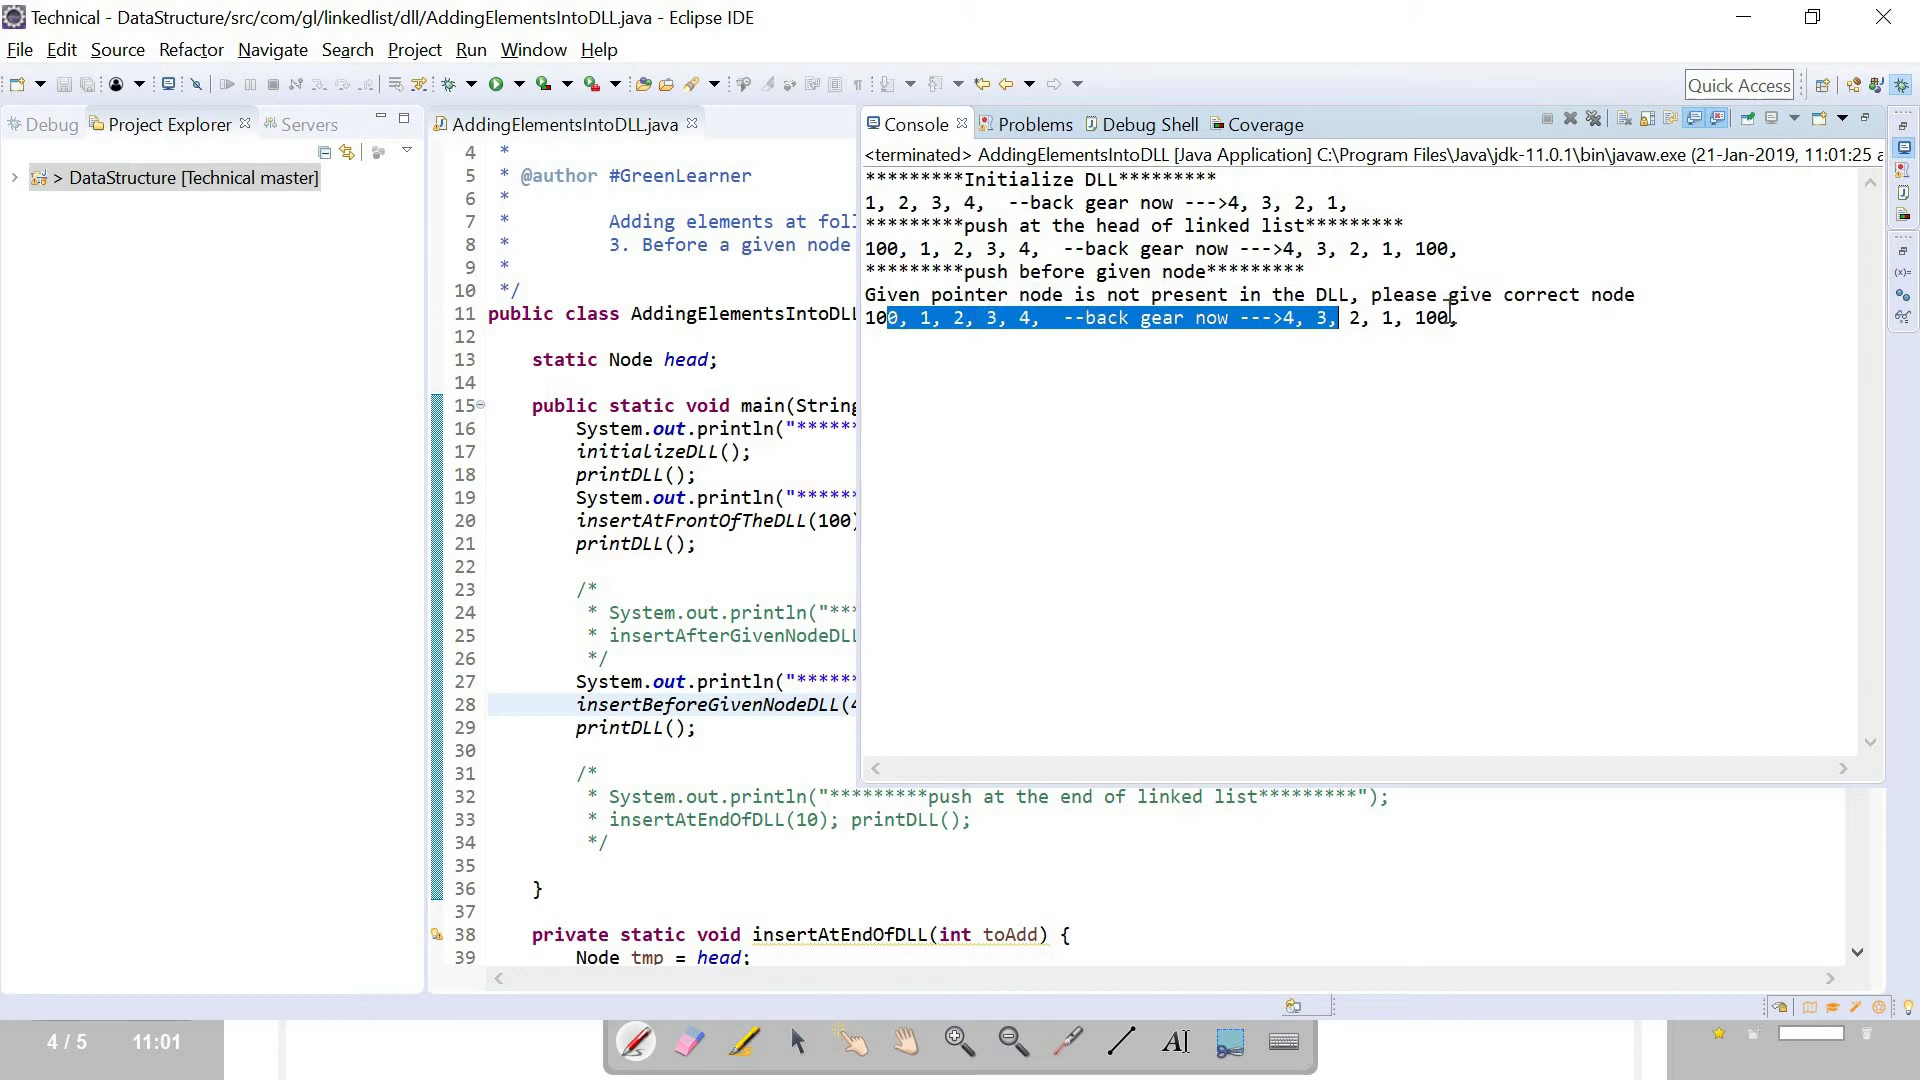 Technical - DataStructure/src/com/gl/linkedlist/dll/AddingElementsIntoDLL.java - Eclipse IDE
File Edit Source Refactor Navigate Search Project Run Window Help
Quick Access
Debug Project Explorer Servers
AddingElementsIntoDLL.java
Console Problems Debug Shell Coverage
> DataStructure [Technical master]
<terminated> AddingElementsIntoDLL [Java Application] C:\Program Files\Java\jdk-11.0.1\bin\javaw.exe (21-Jan-2019, 11:01:25 a
*********Initialize DLL*********
1, 2, 3, 4,  --back gear now --->4, 3, 2, 1,
*********push at the head of linked list*********
100, 1, 2, 3, 4,  --back gear now --->4, 3, 2, 1, 100,
*********push before given node*********
Given pointer node is not present in the DLL, please give correct node
100, 1, 2, 3, 4,  --back gear now --->4, 3, 2, 1, 100,
4 *
5 * @author #GreenLearner
6 *
7 * Adding elements at foll
8 * 3. Before a given node
9 *
10 */
11 public class AddingElementsIntoDLL
12
13 static Node head;
14
15 public static void main(String
16 System.out.println("******
17 initializeDLL();
18 printDLL();
19 System.out.println("******
20 insertAtFrontOfTheDLL(100)
21 printDLL();
22
23 /*
24 * System.out.println("***
25 * insertAfterGivenNodeDLL
26 */
27 System.out.println("******
28 insertBeforeGivenNodeDLL(4
29 printDLL();
30
31 /*
32 * System.out.println("*********push at the end of linked list*********");
33 * insertAtEndOfDLL(10); printDLL();
34 */
35
36 }
37
38 private static void insertAtEndOfDLL(int toAdd) {
39 Node tmp = head;
4 / 5 11:01